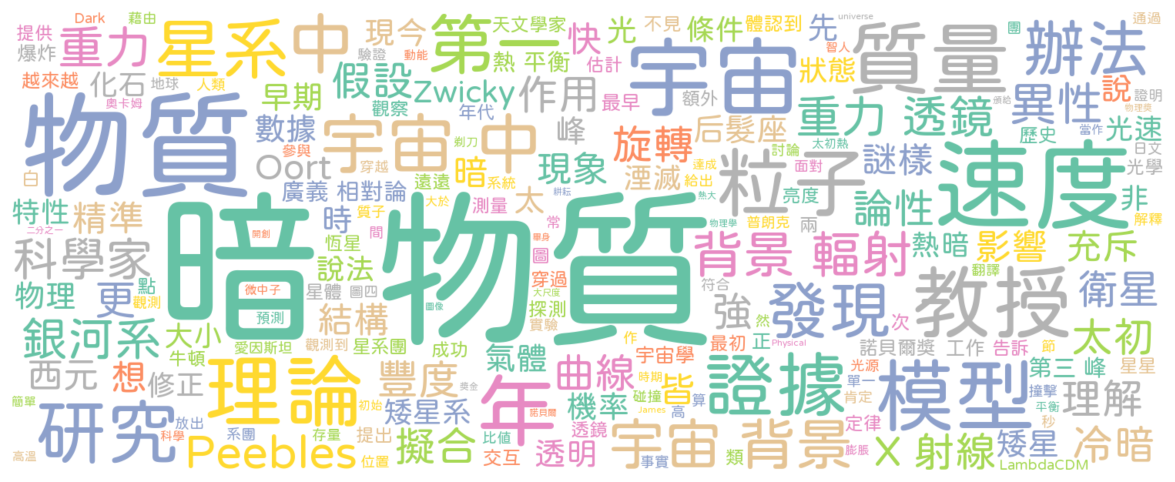 暗物質
物質
宇宙
速度
質量
粒子
教授
模型
發現
證據
年
理論
研究
星系
中
第一
宇宙中
宇宙 背景
辦法
異性
重力 透鏡
背景 輻射
銀河系
Peebles
科學家
假設
Zwicky
Oort
作用
現象
旋轉
后髮座
謎樣
論性
光速
熱暗
影響
充斥
衛星
太初
冷暗
理解
X 射線
矮星
LambdaCDM
第三 峰
星星
諾貝爾獎
工作
告訴
次
最初
正
然
宇宙學
Physical
光源
單一
肯定
撞擊
節
平衡
秒
定律
膨脹
高
算
碰撞
時期
James
機率
曲線
皆
透明
透鏡
事實
類
擬合
交互
比值
矮星系
豐度
氣體
諾貝爾
獎金
提出
位置
存量
初始
系團
科學
放出
簡單
高溫
西元
想
修正
牛頓
大小
愛因斯坦
觀測到
星系團
成功
結構
圖像
大尺度
實驗
探測
穿過
圖
強
符合
翻譯
物理
更
點
觀測
微中子
預測
星體
圖四
說法
恆星
時
質子
間
開創
畢身
特性
精準
二分之一
白
廣義 相對論
遠遠
暗
系統
測量
大於
太
常
耕耘
湮滅
給出
達成
熱大
普朗克
物理學
亮度
面對
兩
討論
太初熱
非
解釋
光學
日文
歷史
當作
物理獎
頒給
證明
說
狀態
智人
universe
通過
團
先
體認到
不見
條件
光
快
天文學家
熱 平衡
估計
最早
額外
峰
年代
觀察
數據
早期
參與
穿越
剃刀
動能
驗證
現今
藉由
Dark
提供
重力
爆炸
化石
地球
越來越
人類
奧卡姆
作